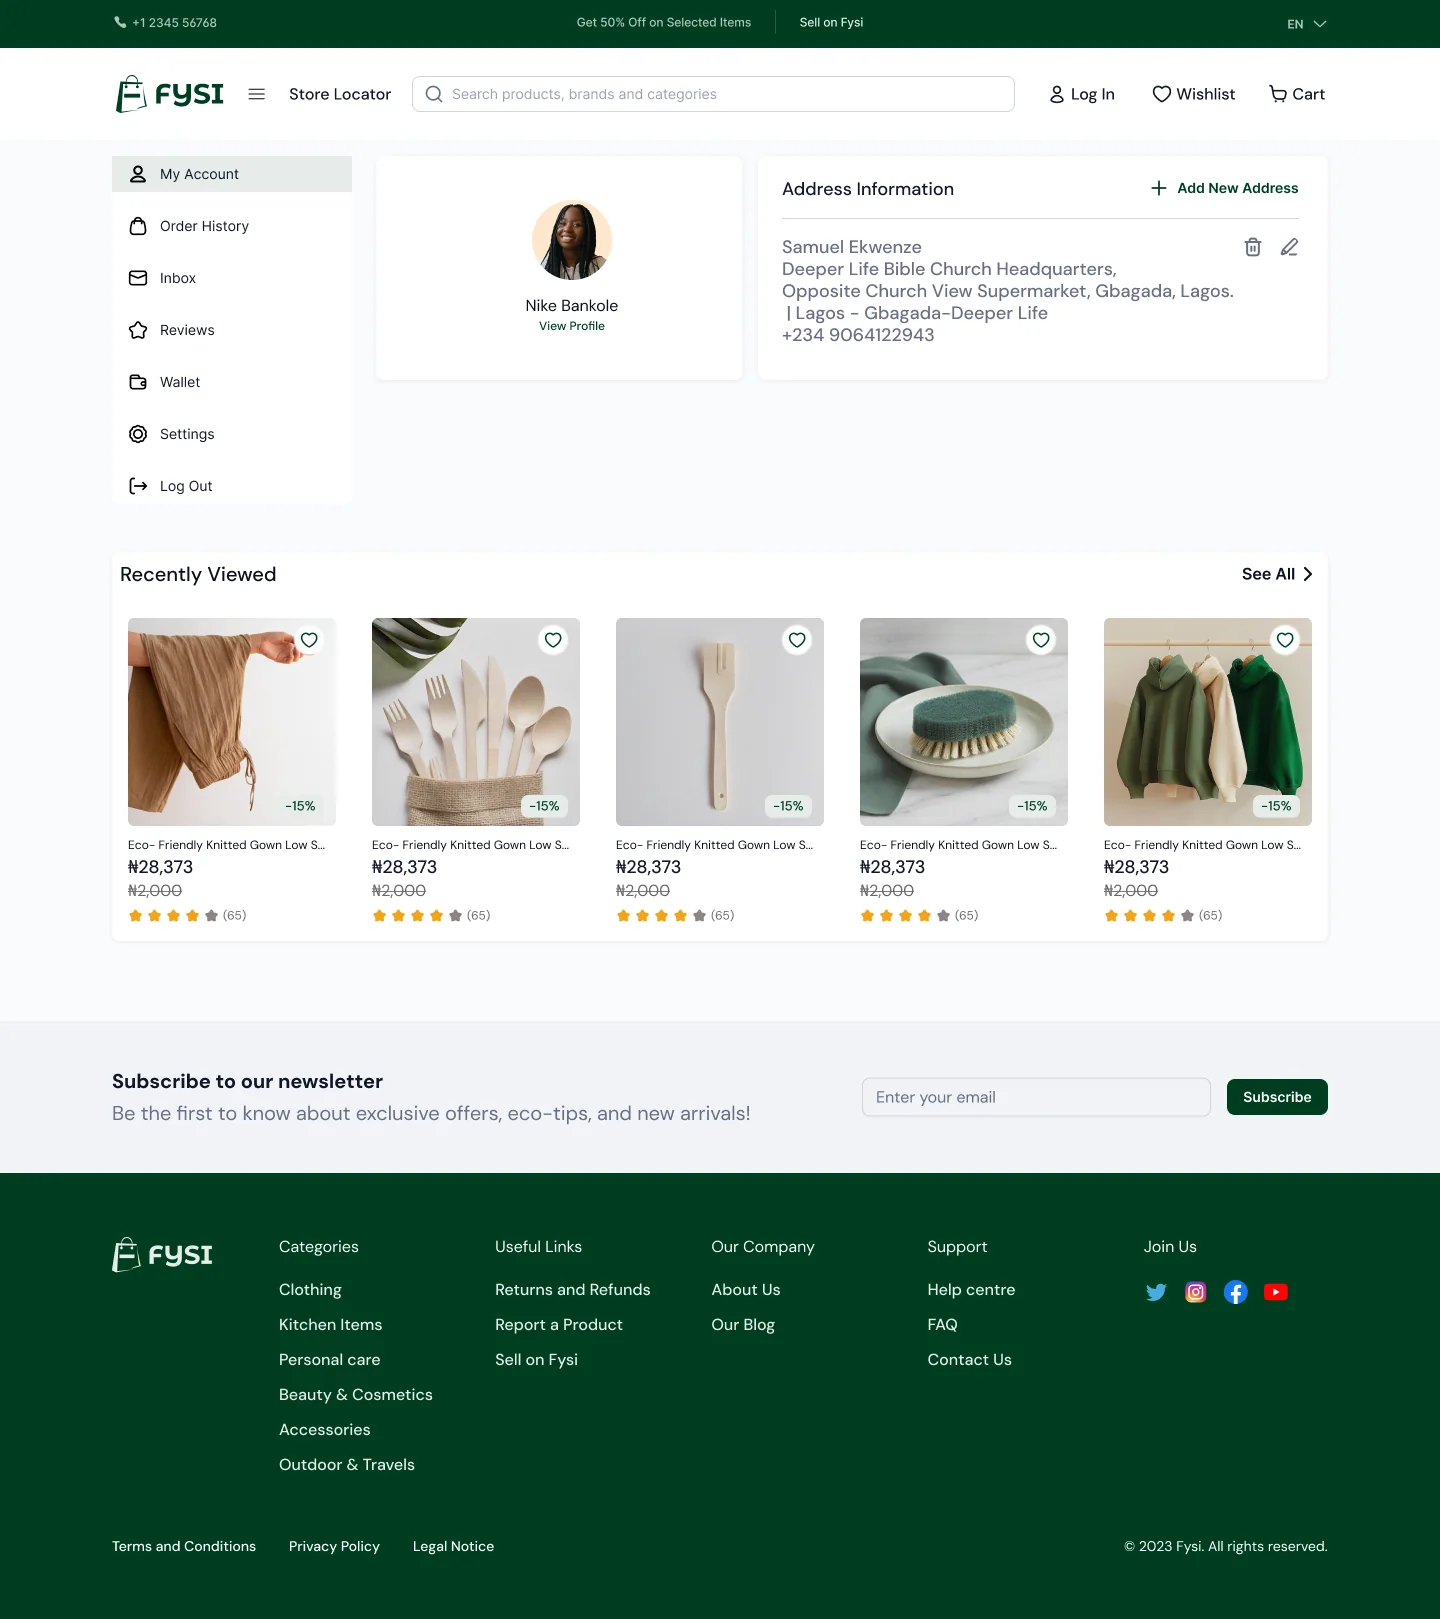 +1 2345 56768
Get 50% Off on Selected Items
Sell on Fysi
EN
FYSI
Store Locator
Search products, brands and categories
Log In
Wishlist
Cart
My Account
Order History
Inbox
Reviews
Wallet
Settings
Log Out
Nike Bankole
View Profile
Address Information
Add New Address
Samuel Ekwenze
Deeper Life Bible Church Headquarters,
Opposite Church View Supermarket, Gbagada, Lagos.
| Lagos - Gbagada-Deeper Life
+234 9064122943
Recently Viewed
See All
-15%
Eco- Friendly Knitted Gown Low S...
₦28,373
₦2,000
(65)
-15%
Eco- Friendly Knitted Gown Low S...
₦28,373
₦2,000
(65)
-15%
Eco- Friendly Knitted Gown Low S...
₦28,373
₦2,000
(65)
-15%
Eco- Friendly Knitted Gown Low S...
₦28,373
₦2,000
(65)
-15%
Eco- Friendly Knitted Gown Low S...
₦28,373
₦2,000
(65)
Subscribe to our newsletter
Be the first to know about exclusive offers, eco-tips, and new arrivals!
Enter your email
Subscribe
FYSI
Categories
Clothing
Kitchen Items
Personal care
Beauty & Cosmetics
Accessories
Outdoor & Travels
Useful Links
Returns and Refunds
Report a Product
Sell on Fysi
Our Company
About Us
Our Blog
Support
Help centre
FAQ
Contact Us
Join Us
Terms and Conditions
Privacy Policy
Legal Notice
© 2023 Fysi. All rights reserved.